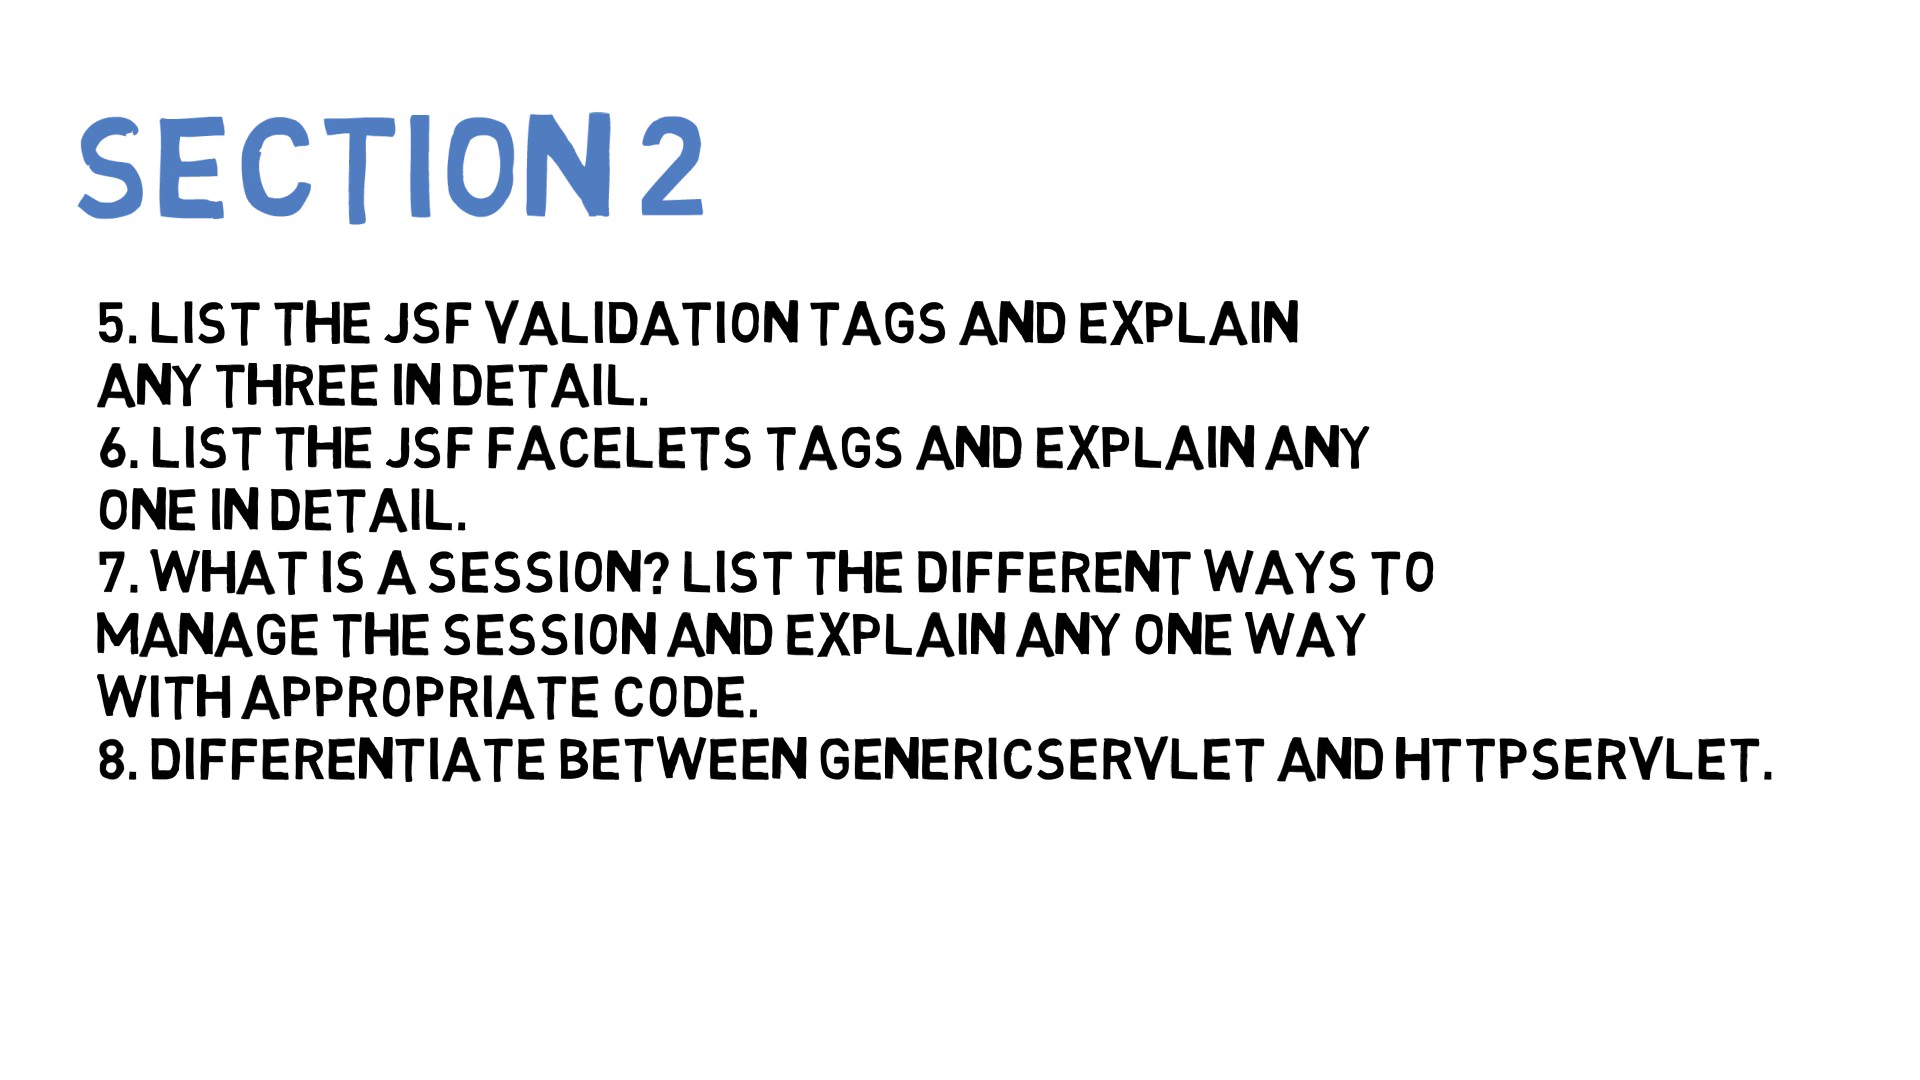 SECTION 2
5. LIST THE JSF VALIDATION TAGS AND EXPLAIN
ANY THREE IN DETAIL.
6. LIST THE JSF FACELETS TAGS AND EXPLAIN ANY
ONE IN DETAIL.
7. WHAT IS A SESSION? LIST THE DIFFERENT WAYS TO
MANAGE THE SESSION AND EXPLAIN ANY ONE WAY
WITH APPROPRIATE CODE.
8. DIFFERENTIATE BETWEEN GENERICSERVLET AND HTTPSERVLET.